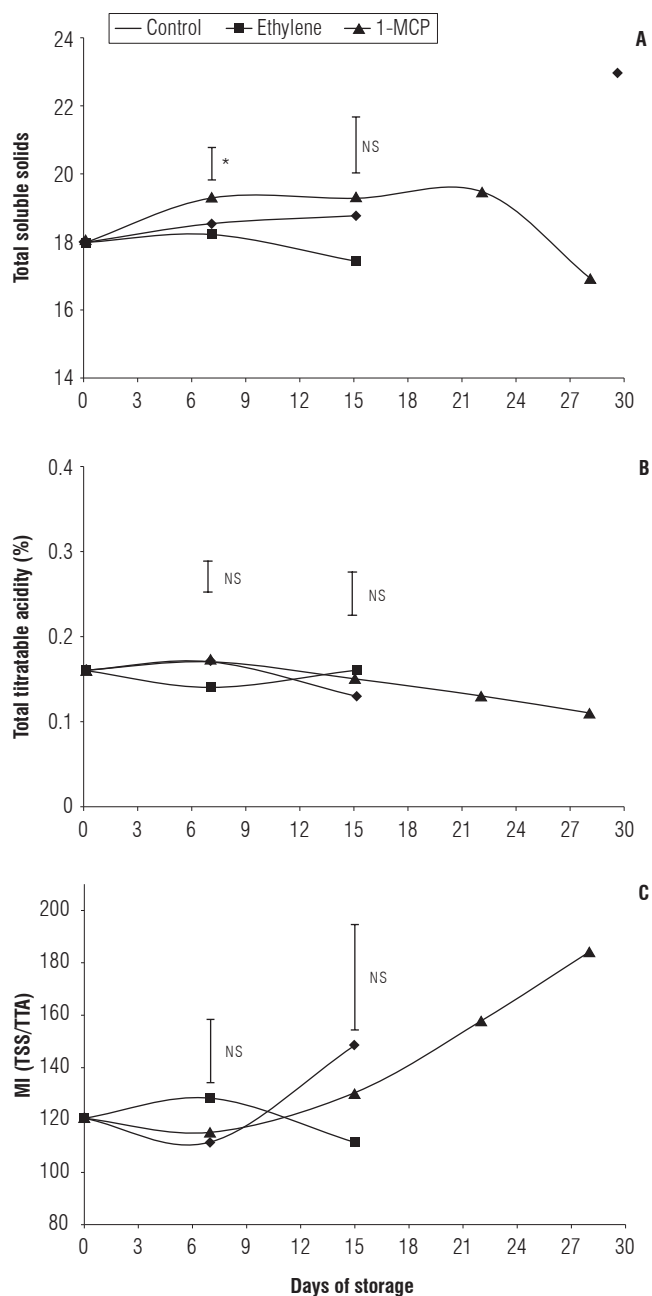 Control Ethylene 1-MCP
A
Total soluble solids
24
22
20
18
16
14
* NS
0 3 6 9 12 15 18 21 24 27 30
B
Total titratable acidity (%)
0.4
0.3
0.2
0.1
0
NS NS
0 3 6 9 12 15 18 21 24 27 30
C
MI (TSS/TTA)
200
180
160
140
120
100
80
NS
NS
0 3 6 9 12 15 18 21 24 27 30
Days of storage